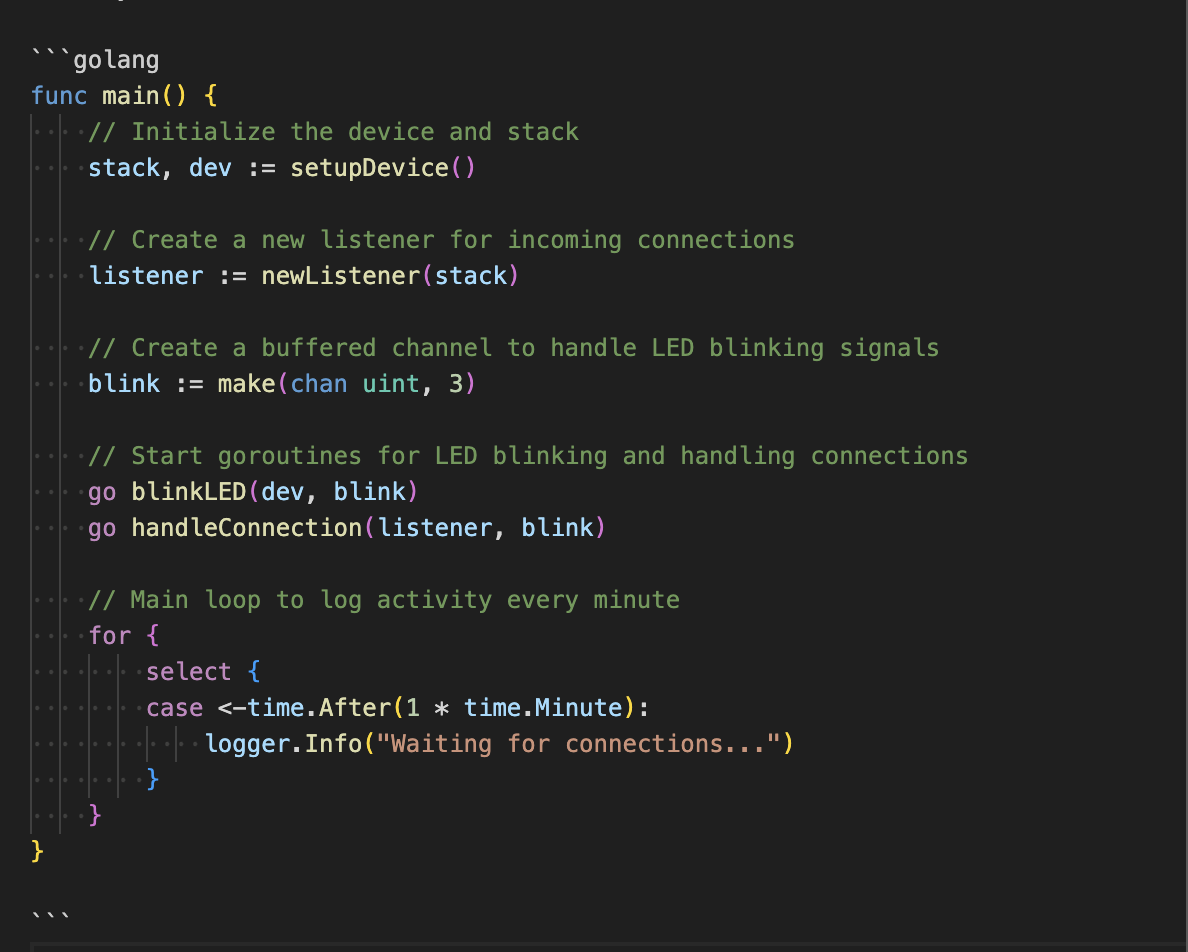 ```golang
func main() {
    // Initialize the device and stack
    stack, dev := setupDevice()

    // Create a new listener for incoming connections
    listener := newListener(stack)

    // Create a buffered channel to handle LED blinking signals
    blink := make(chan uint, 3)

    // Start goroutines for LED blinking and handling connections
    go blinkLED(dev, blink)
    go handleConnection(listener, blink)

    // Main loop to log activity every minute
    for {
        select {
        case <-time.After(1 * time.Minute):
            logger.Info("Waiting for connections...")
        }
    }
}

```